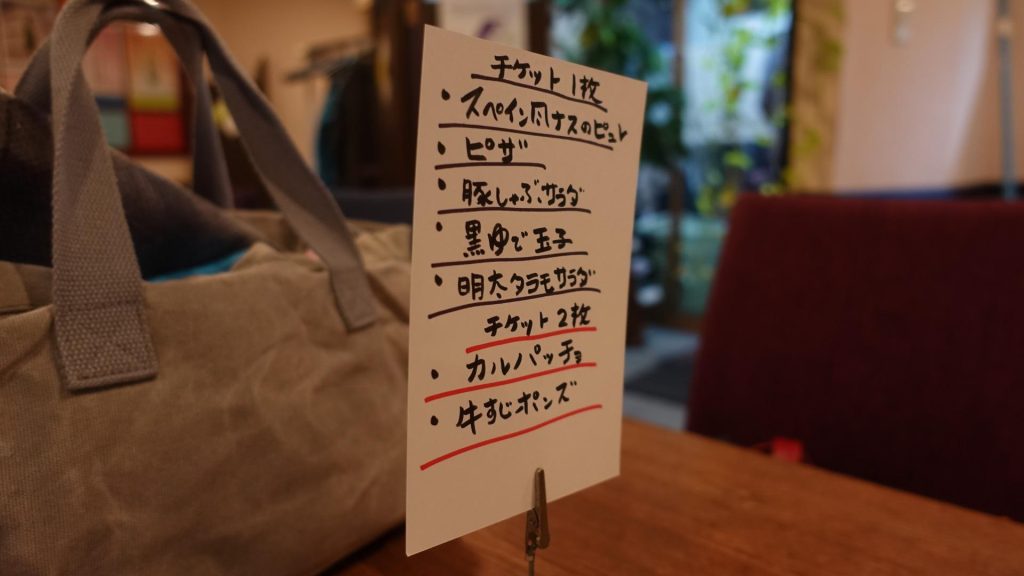 チケット1枚
・スペイン風ナスのピュレ
・ピザ
・豚しゃぶサラダ
・黒ゆで玉子
・明太タラモサラダ
チケット2枚
・カルパッチョ
・牛すじポンズ